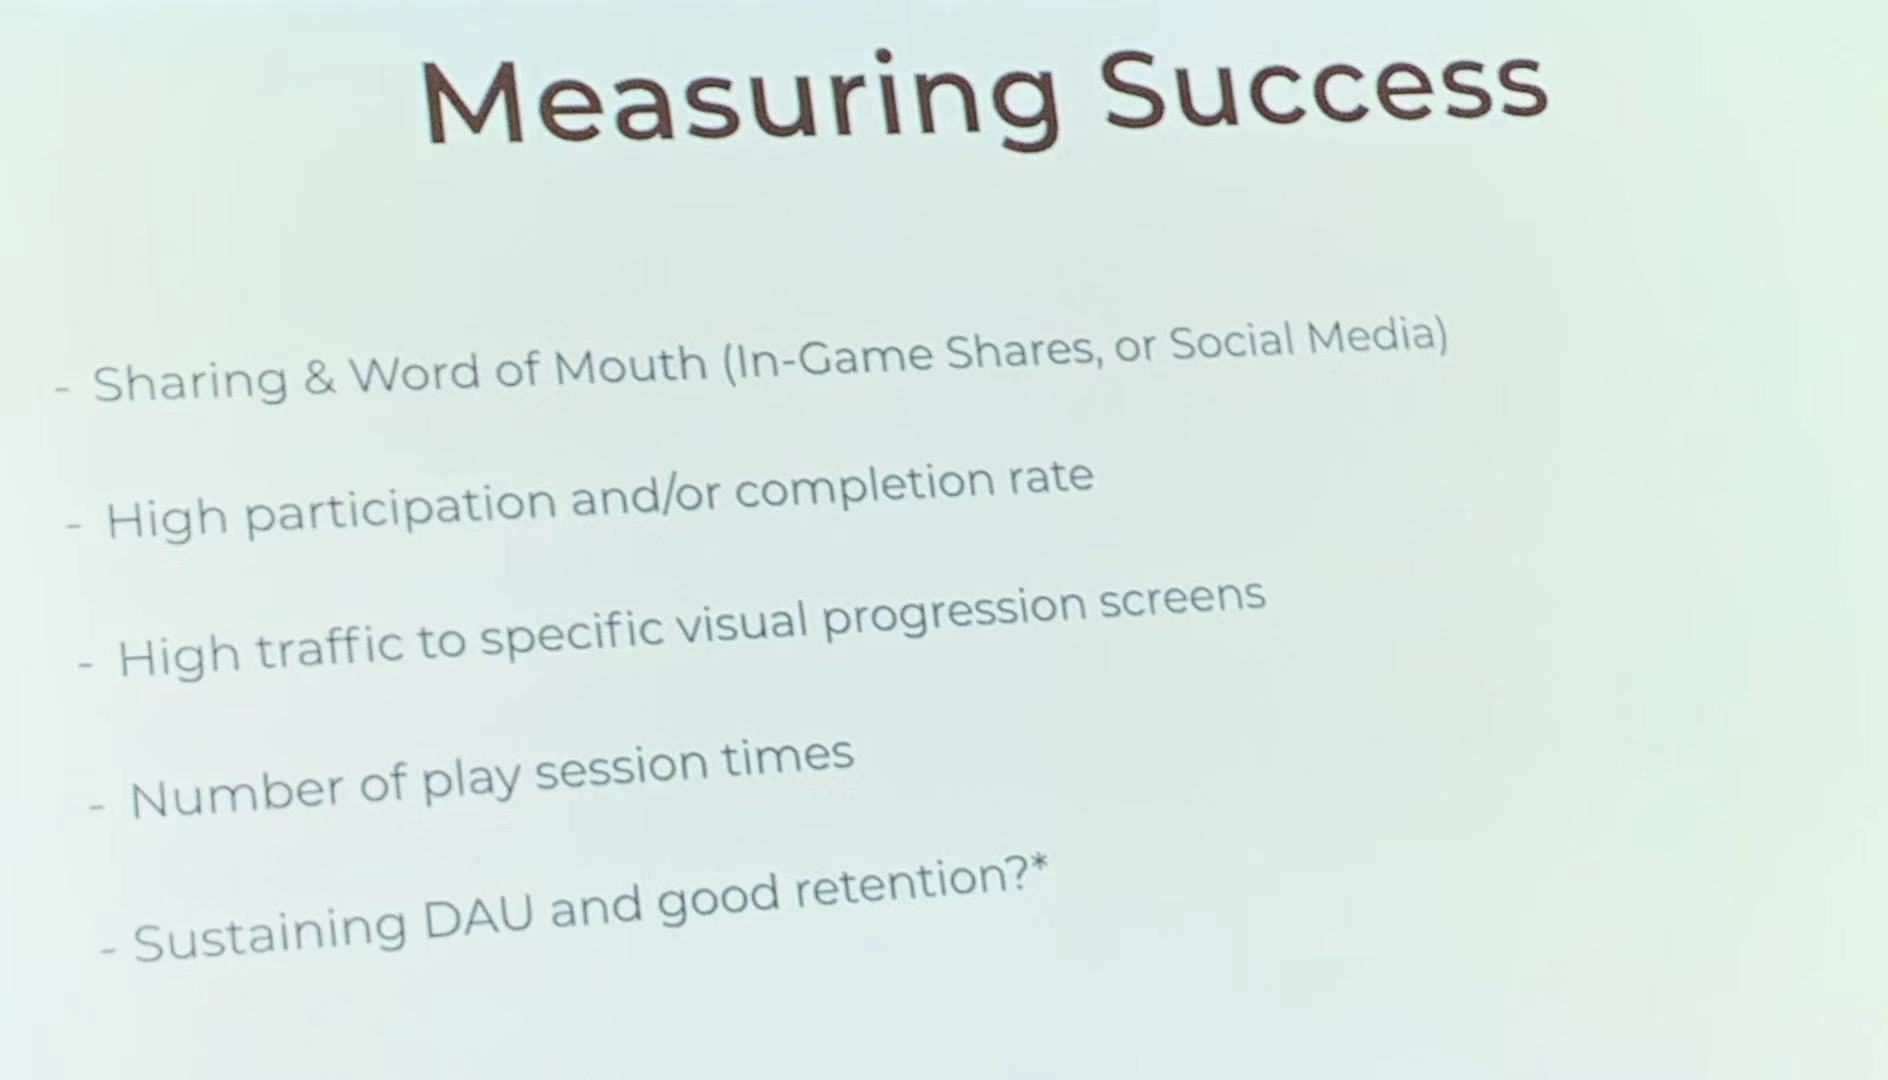 Measuring Success
- Sharing & Word of Mouth (In-Game Shares, or Social Media)
- High participation and/or completion rate
- High traffic to specific visual progression screens
- Number of play session times
- Sustaining DAU and good retention?*